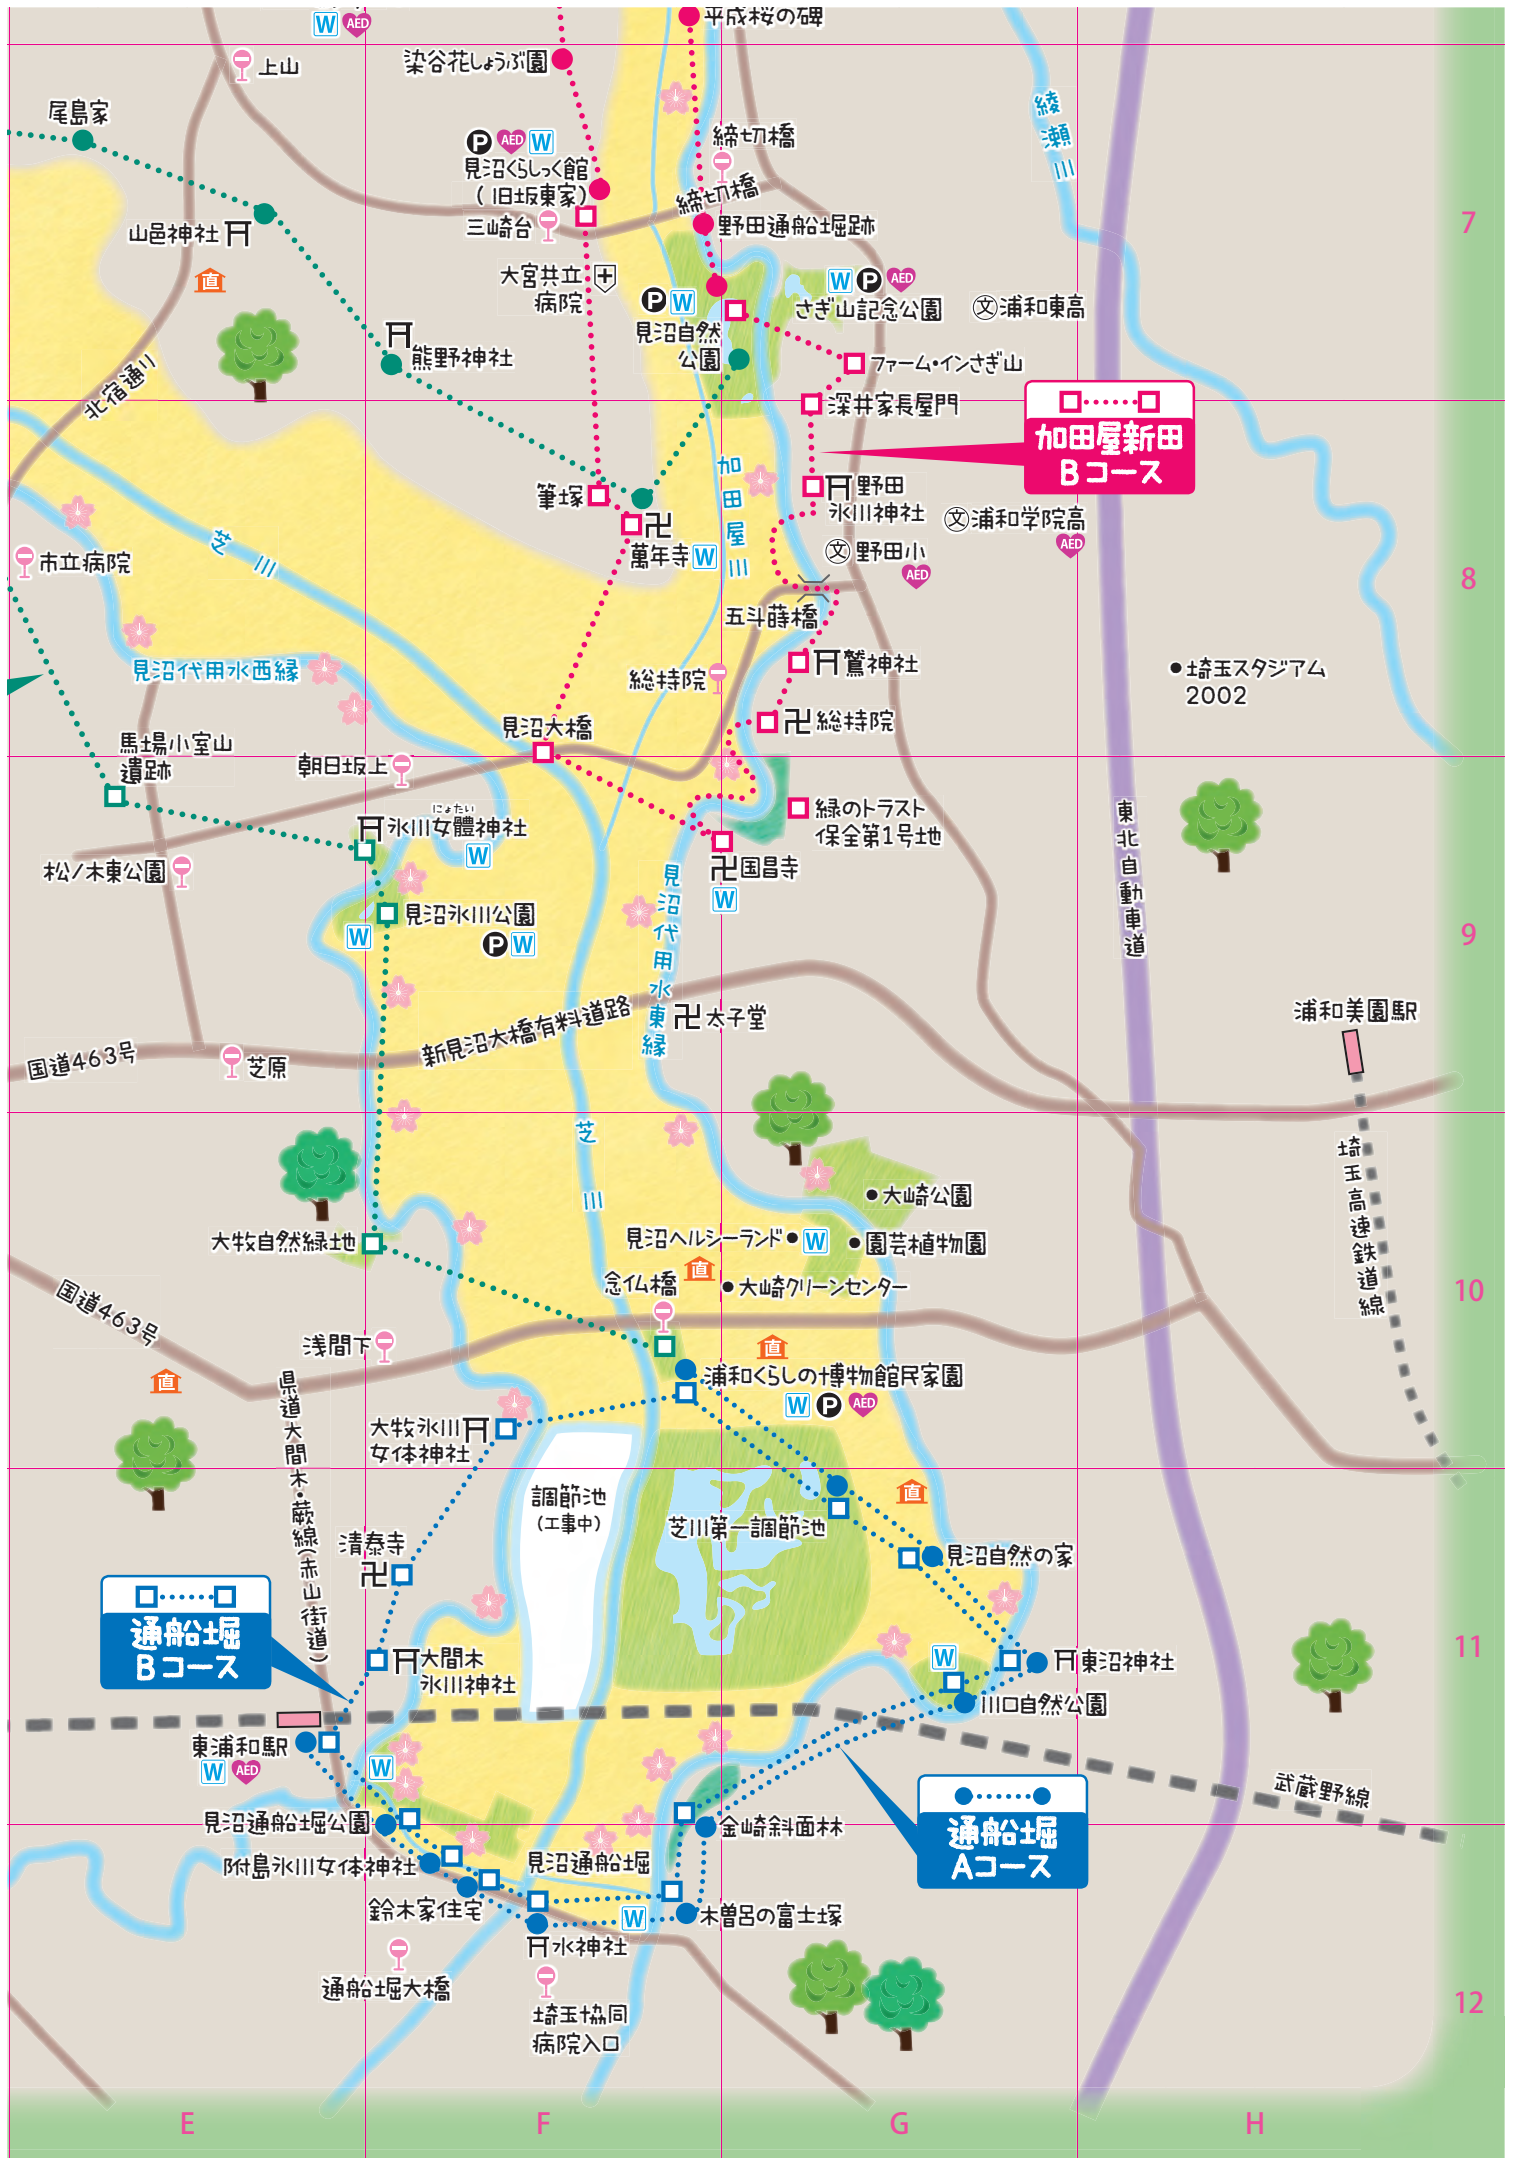 平成桜の碑
W
AED
染谷花しょうぶ園
上山
尾島家
綾瀬川
締切橋
P AED W
見沼くらしっく館
(旧坂東家)
締切橋
三崎台
野田通船堀跡
7
山邑神社
直
大宮共立
病院
P W
W P AED
さぎ山記念公園
文 浦和東高
見沼自然
公園
熊野神社
ファーム・インさぎ山
北宿通り
深井家長屋門
加田屋新田
Bコース
加田屋川
筆塚
卍
萬年寺 W
野田
氷川神社
文 浦和学院高
AED
文 野田小
AED
芝川
市立病院
8
五斗蒔橋
見沼代用水西縁
総持院
鷲神社
埼玉スタジアム
2002
卍 総持院
見沼大橋
馬場小室山
遺跡
朝日坂上
緑のトラスト
保全第1号地
にょたい
氷川女體神社
W
卍 国昌寺
W
松ノ木東公園
東北自動車道
見沼代用水東縁
見沼氷川公園
P W
W
9
卍 太子堂
新見沼大橋有料道路
浦和美園駅
国道463号
芝原
芝川
埼玉高速鉄道線
大崎公園
大牧自然緑地
見沼ヘルシーランド W
園芸植物園
直
念仏橋
大崎クリーンセンター
10
国道463号
浅間下
直
直
浦和くらしの博物館民家園
W P AED
県道大間木・蕨線(赤山街道)
大牧氷川
女体神社
調節池
(工事中)
直
芝川第一調節池
清泰寺
卍
見沼自然の家
通船堀
Bコース
大間木
氷川神社
W
東沼神社
11
川口自然公園
東浦和駅
W AED
W
武蔵野線
見沼通船堀公園
金崎斜面林
通船堀
Aコース
附島氷川女体神社
見沼通船堀
鈴木家住宅
W
木曽呂の富士塚
水神社
通船堀大橋
埼玉協同
病院入口
12
E
F
G
H